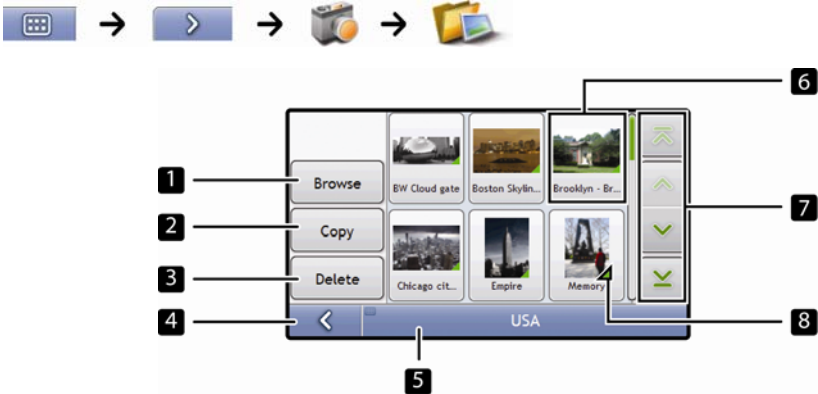 6
1
Browse
BW Cloud gate
Boston Skylin...
Brooklyn - Br...
7
2
Copy
3
Delete
Chicago cit...
Empire
Memory
4
USA
8
5